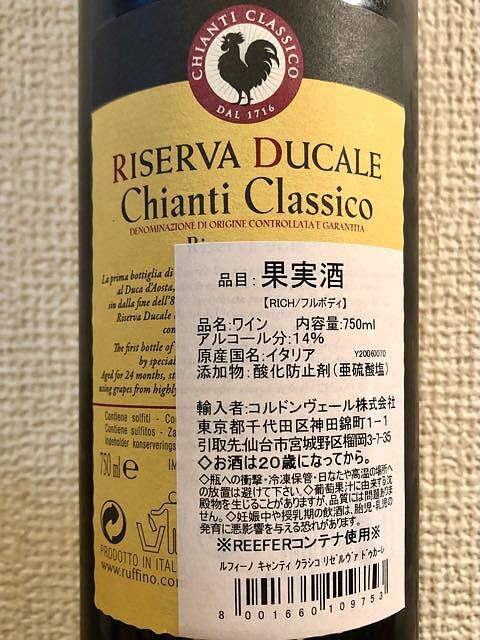 CHIANTI CLASSICO
DAL 1716
RISERVA DUCALE
Chianti Classico
DENOMINAZIONE DI ORIGINE CONTROLLATA E GARANTITA
La prima bottiglia di
al Duca d'Aosta,
sin dalla fine dell'8
Riserva Ducale
con
The first bottle of
by special
Aged for 24 months,
using grapes from highly
Contiene solfiti - Co
Contiene sulfitos - Za
Indeholder konservering
750 ml e
PRODOTTO IN ITAL
www.ruffino.com
品目:果実酒
【RICH/フルボディ】
品名:ワイン 内容量:750ml
アルコール分:14%
原産国名:イタリア Y20060070
添加物:酸化防止剤(亜硫酸塩)
輸入者:コルドンヴェール株式会社
東京都千代田区神田錦町1-1
引取先.仙台市宮城野区榴岡3-7-35
◇お酒は20歳になってから。
◇瓶への衝撃・冷凍保管・日なたや高温の場所へ
の放置は避けて下さい。◇葡萄果汁に由来する沈
殿物を生じることがありますが、品質には問題ありま
せん。◇妊娠中や授乳期の飲酒は、胎児・乳児の
発育に悪影響を与える恐れがあります。
※REEFERコンテナ使用※
ルフィーノ キャンティ クラシコ リゼルヴァ ドゥカーレ
8 001660 109753